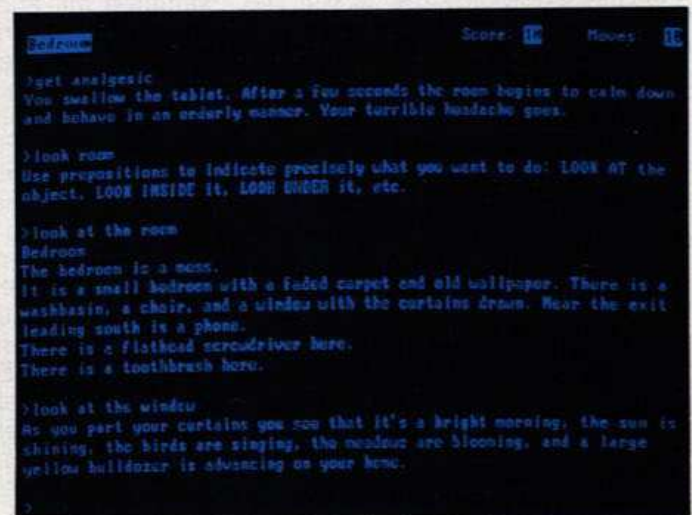 Bedroom Score: 10 Moves:
>get analgesic
You swallow the tablet. After a few seconds the room begins to calm down
and behave in an orderly manner. Your terrible headache goes.
>look room
Use prepositions to indicate precisely what you want to do: LOOK AT the
object, LOOK INSIDE it, LOOK UNDER it, etc.
>look at the room
Bedroom
The bedroom is a mess.
It is a small bedroom with a faded carpet and old wallpaper. There is a
washbasin, a chair, and a window with the curtains drawn. Near the exit
leading south is a phone.
There is a flathead screwdriver here.
There is a toothbrush here.
>look at the window
As you part your curtains you see that it's a bright morning, the sun is
shining, the birds are singing, the meadows are blooming, and a large
yellow bulldozer is advancing on your home.
>